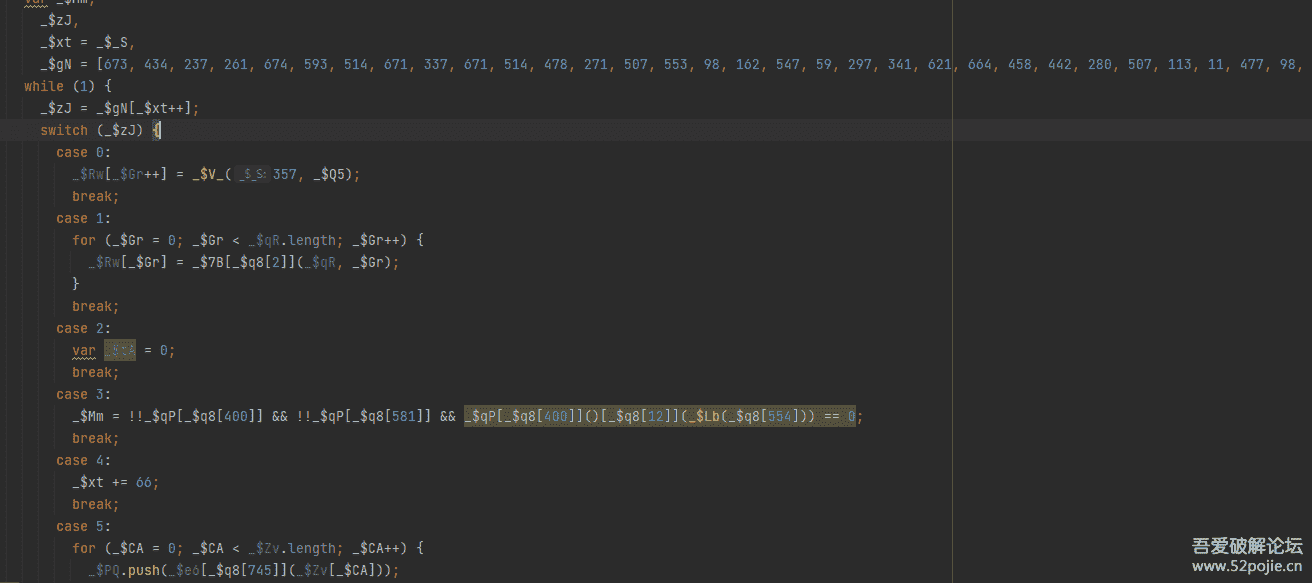 var _$Mm,
_$zJ,
_$xt = _$_S,
_$gN = [673, 434, 237, 261, 674, 593, 514, 671, 337, 671, 514, 478, 271, 507, 553, 98, 162, 547, 59, 297, 341, 621, 664, 458, 442, 280, 507, 113, 11, 477, 98,
while (1) {
_$zJ = _$gN[_$xt++];
switch (_$zJ) {
case 0:
_$Rw[_$Gr++] = _$V_( _$_S: 357, _$Q5);
break;
case 1:
for (_$Gr = 0; _$Gr < _$qR.length; _$Gr++) {
_$Rw[_$Gr] = _$7B[_$q8[2]](_$qR, _$Gr);
}
break;
case 2:
var = 0;
break;
case 3:
_$Mm = !!_$qP[_$q8[400]] && !!_$qP[_$q8[581]] && _$qP[_$q8[400]]()[_$q8[12]](_$Lb(_$q8[554])) == 0;
break;
case 4:
_$xt += 66;
break;
case 5:
for (_$CA = 0; _$CA < _$Zv.length; _$CA++) {
_$PQ.push(_$e6[_$q8[745]](_$Zv[_$CA]));
吾爱破解论坛
www.52pojie.cn